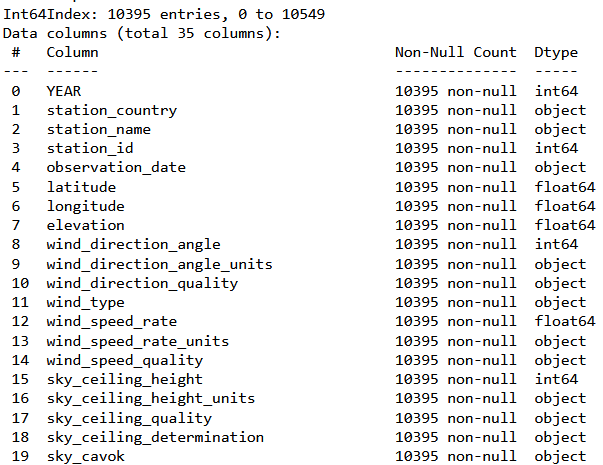 Int64Index: 10395 entries, 0 to 10549
Data columns (total 35 columns):
 #   Column                                Non-Null Count  Dtype
---  ------                                --------------  -----
 0   YEAR                                  10395 non-null  int64
 1   station_country                       10395 non-null  object
 2   station_name                          10395 non-null  object
 3   station_id                            10395 non-null  int64
 4   observation_date                      10395 non-null  object
 5   latitude                              10395 non-null  float64
 6   longitude                             10395 non-null  float64
 7   elevation                             10395 non-null  float64
 8   wind_direction_angle                  10395 non-null  int64
 9   wind_direction_angle_units            10395 non-null  object
 10  wind_direction_quality                10395 non-null  object
 11  wind_type                             10395 non-null  object
 12  wind_speed_rate                       10395 non-null  float64
 13  wind_speed_rate_units                 10395 non-null  object
 14  wind_speed_quality                    10395 non-null  object
 15  sky_ceiling_height                    10395 non-null  int64
 16  sky_ceiling_height_units              10395 non-null  object
 17  sky_ceiling_quality                   10395 non-null  object
 18  sky_ceiling_determination             10395 non-null  object
 19  sky_cavok                             10395 non-null  object